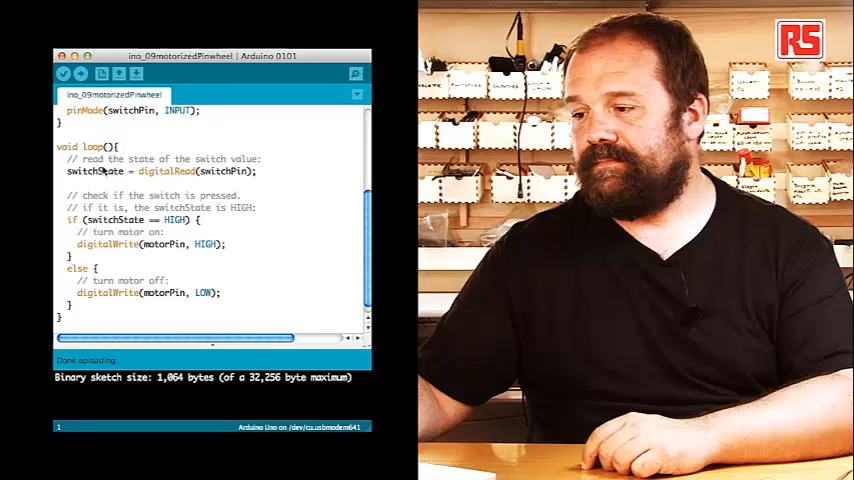 ino_09motorizedPinwheel | Arduino 0101
ino_09motorizedPinwheel
pinMode(switchPin, INPUT);
}
void loop(){
// read the state of the switch value:
switchState = digitalRead(switchPin);
// check if the switch is pressed.
// if it is, the switchState is HIGH:
if (switchState == HIGH) {
// turn motor on:
digitalWrite(motorPin, HIGH);
}
else {
// turn motor off:
digitalWrite(motorPin, LOW);
}
}
Done uploading.
Binary sketch size: 1,064 bytes (of a 32,256 byte maximum)
1
Arduino Uno on /dev/cu.usbmodem641
RS